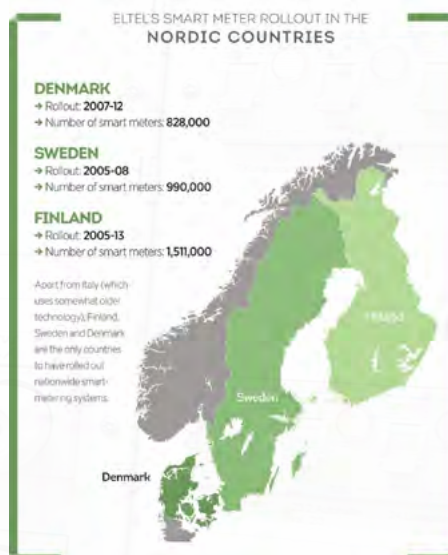 ELTEL'S SMART METER ROLLOUT IN THE
NORDIC COUNTRIES
DENMARK
→ Rollout: 2007-12
→ Number of smart meters: 828,000
SWEDEN
→ Rollout: 2005-08
→ Number of smart meters: 990,000
FINLAND
→ Rollout: 2005-13
→ Number of smart meters: 1,511,000
Apart from Italy (which
uses somewhat older
technology), Finland,
Sweden and Denmark
are the only countries
to have rolled out
nationwide smart-
metering systems.
Finland
Sweden
Denmark